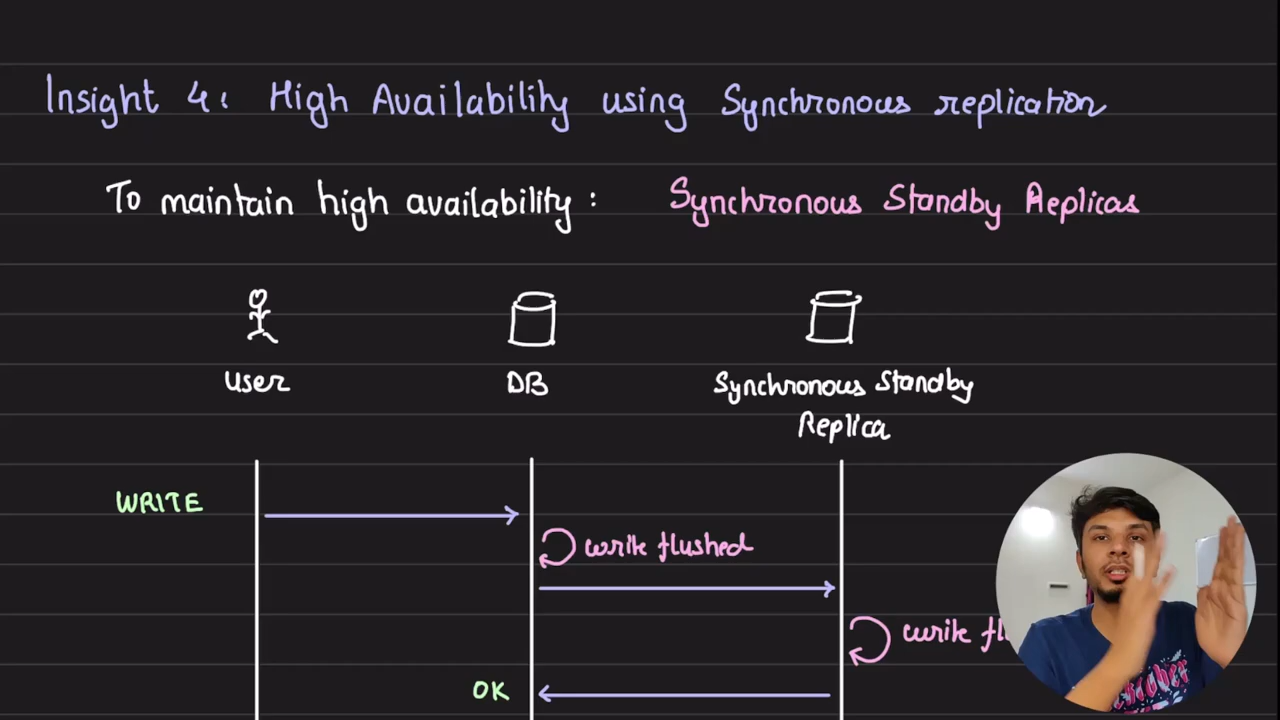 Insight 4: High Availability using Synchronous replication
To maintain high availability: Synchronous Standby Replicas
User
DB
Synchronous Standby
Replica
WRITE
write flushed
write
OK